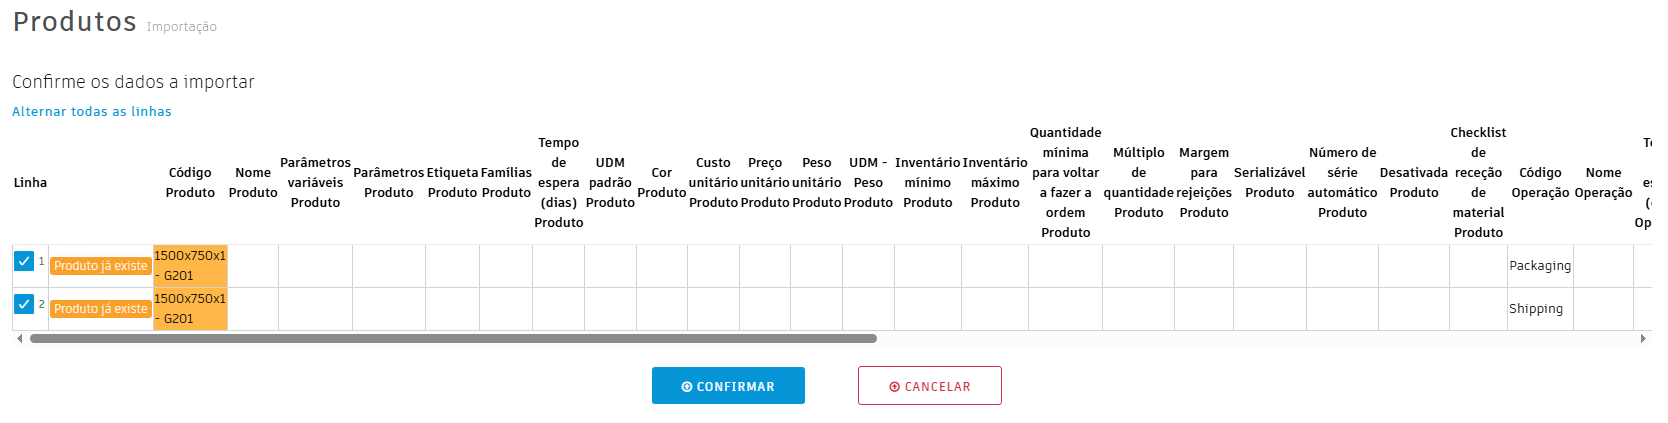 Produtos Importação
Confirme os dados a importar
Alternar todas as linhas
Linha
Código
Produto
Nome
Produto
Parâmetros
variáveis
Produto
Parâmetros
Produto
Etiqueta
Produto
Famílias
Produto
Tempo
de
espera
(dias)
Produto
UDM
padrão
Produto
Cor
Produto
Custo
unitário
Produto
Preço
unitário
Produto
Peso
unitário
Produto
UDM -
Peso
Produto
Inventário
mínimo
Produto
Inventário
máximo
Produto
Quantidade
mínima
para voltar
a fazer a
ordem
Produto
Múltiplo
de
quantidade
Produto
Margem
para
rejeições
Produto
Serializável
Produto
Número de
série
automático
Produto
Desativada
Produto
Checklist
de
receção
de
material
Produto
Código
Operação
Nome
Operação
1 Produto já existe 1500x750x1
- G201 Packaging
2 Produto já existe 1500x750x1
- G201 Shipping
CONFIRMAR
CANCELAR